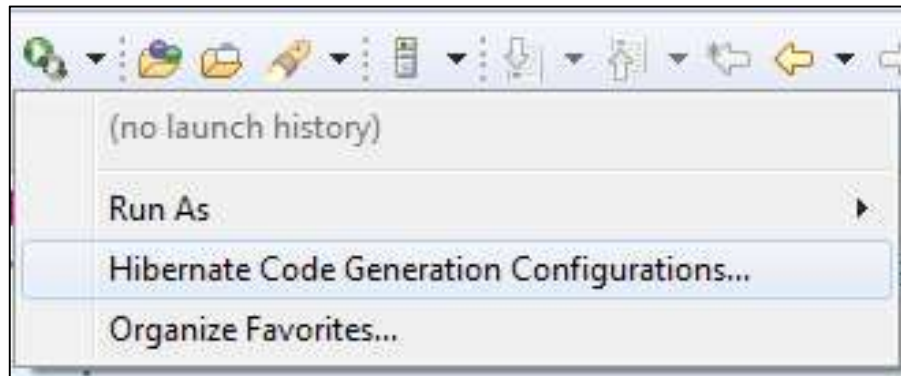 (no launch history)
Run As
Hibernate Code Generation Configurations...
Organize Favorites...